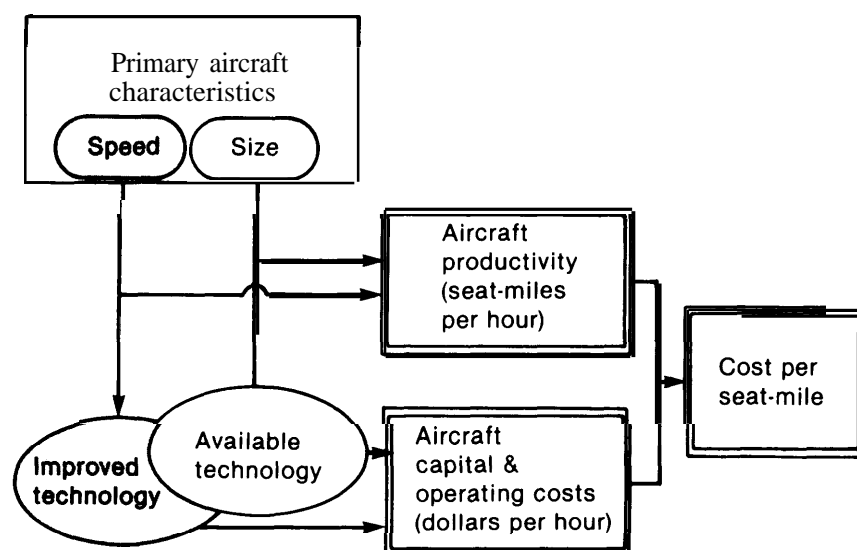 Primary aircraft
characteristics
Speed
Size
Aircraft
productivity
(seat-miles
per hour)
Cost per
seat-mile
Available
technology
Improved
technology
Aircraft
capital &
operating costs
(dollars per hour)